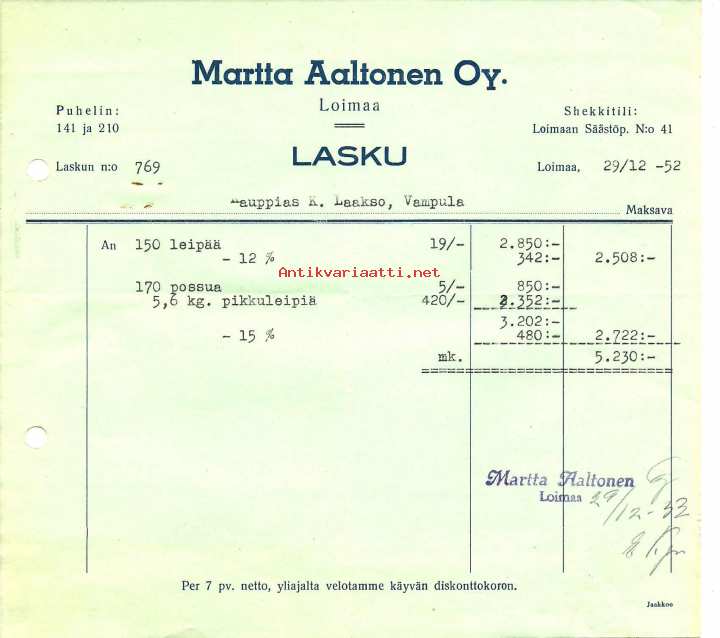 Martta Aaltonen Oy.
Loimaa
Puhelin:
141 ja 210
Shekkitili:
Loimaan Säästöp. N:o 41
LASKU
Laskun n:o 769
Loimaa, 29/12 -52
Kauppias K. Laakso, Vampula
Maksava
An 150 leipää 19/- 2.850:-
- 12 % 342:- 2.508:-
Antikvariaatti.net
170 possua 5/- 850:-
5,6 kg. pikkuleipiä 420/- 2.352:-
3.202:-
- 15 % 480:- 2.722:-
mk. 5.230:-
Martta Aaltonen Oy
Loimaa 29/12-52
Per 7 pv. netto, yliajalta velotamme käyvän diskonttokoron.
Jaakkoo